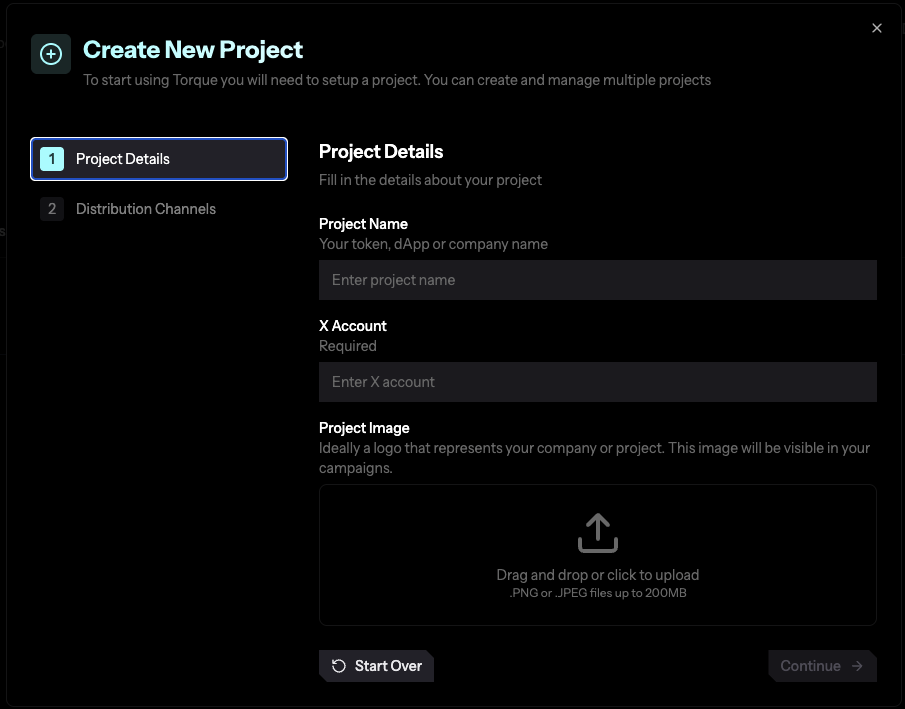 Create New Project
To start using Torque you will need to setup a project. You can create and manage multiple projects
1 Project Details
2 Distribution Channels
Project Details
Fill in the details about your project
Project Name
Your token, dApp or company name
Enter project name
X Account
Required
Enter X account
Project Image
Ideally a logo that represents your company or project. This image will be visible in your
campaigns.
Drag and drop or click to upload
.PNG or .JPEG files up to 200MB
Start Over
Continue